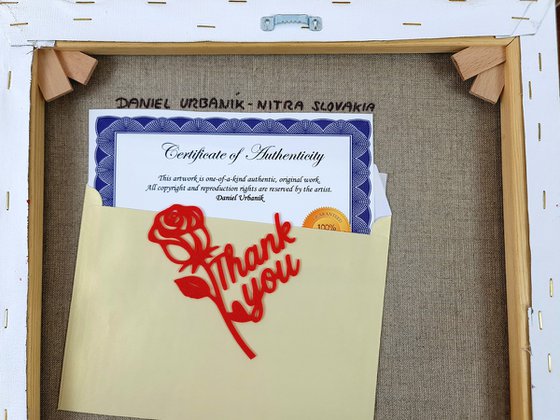 DANIEL URBANÍK - NITRA SLOVAKIA
Certificate of Authenticity
This artwork is one-of-a-kind authentic, original work.
All copyright and reproduction rights are reserved by the artist.
Daniel Urbanik
100%
Thank
you